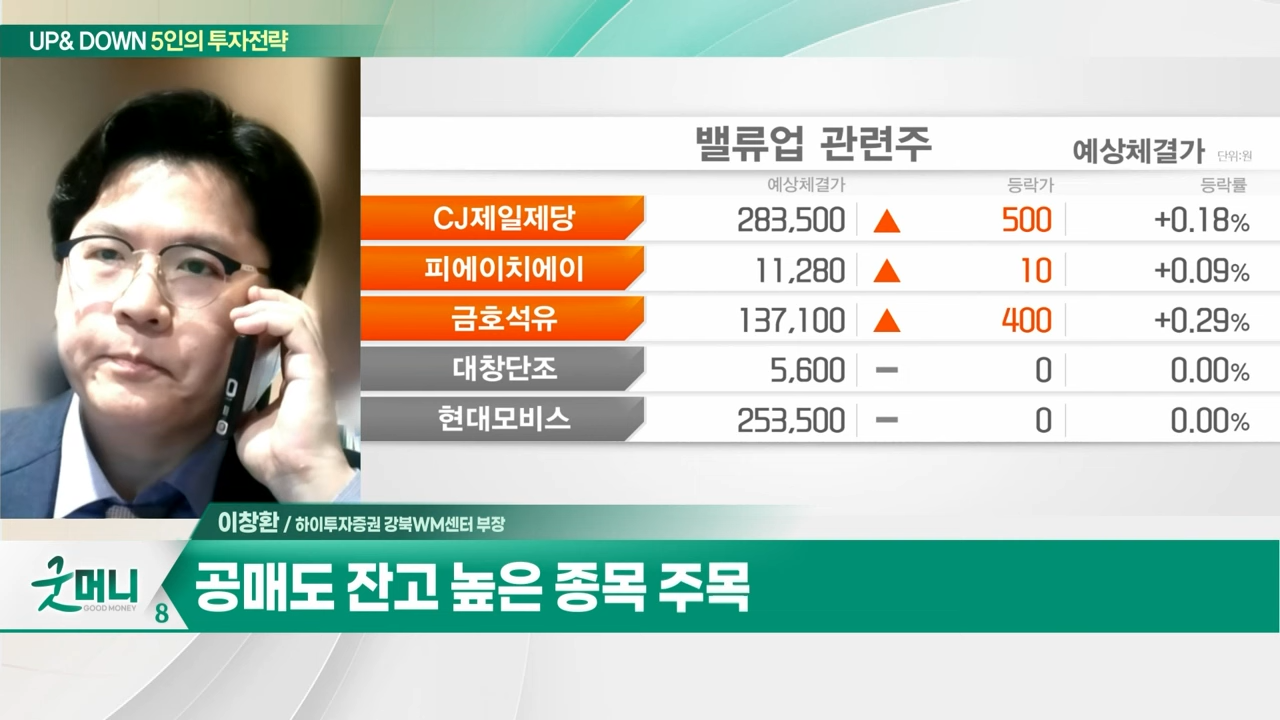 UP& DOWN 5인의 투자전략
밸류업 관련주 예상체결가 단위:원
예상체결가 등락가 등락률
CJ제일제당 283,500 ▲ 500 +0.18%
피에이치에이 11,280 ▲ 10 +0.09%
금호석유 137,100 ▲ 400 +0.29%
대창단조 5,600 － 0 0.00%
현대모비스 253,500 － 0 0.00%
이창환 / 하이투자증권 강북WM센터 부장
굿머니
GOOD MONEY
8
공매도 잔고 높은 종목 주목